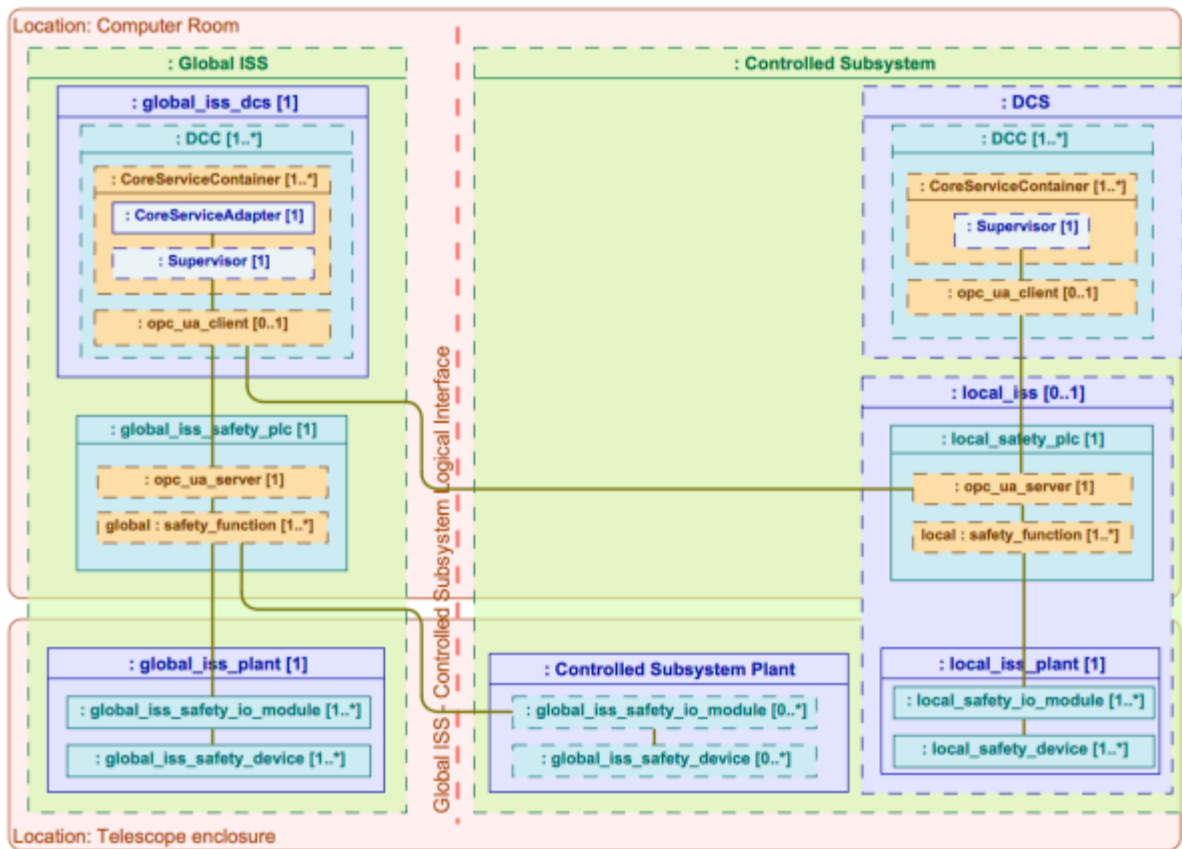 Location: Computer Room
: Global ISS
: global_iss_dcs [1]
: DCC [1..*]
: CoreServiceContainer [1..*]
: CoreServiceAdapter [1]
: Supervisor [1]
: opc_ua_client [0..1]
: global_iss_safety_plc [1]
: opc_ua_server [1]
global : safety_function [1..*]
: global_iss_plant [1]
: global_iss_safety_io_module [1..*]
: global_iss_safety_device [1..*]
Global ISS - Controlled Subsystem Logical Interface
: Controlled Subsystem
: DCS
: DCC [1..*]
: CoreServiceContainer [1..*]
: Supervisor [1]
: opc_ua_client [0..1]
: local_iss [0..1]
: local_safety_plc [1]
: opc_ua_server [1]
local : safety_function [1..*]
: Controlled Subsystem Plant
: global_iss_safety_io_module [0..*]
: global_iss_safety_device [0..*]
: local_iss_plant [1]
: local_safety_io_module [1..*]
: local_safety_device [1..*]
Location: Telescope enclosure